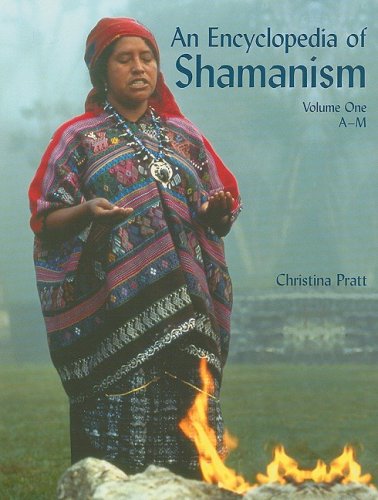 An Encyclopedia of
Shamanism
Volume One
A–M
Christina Pratt